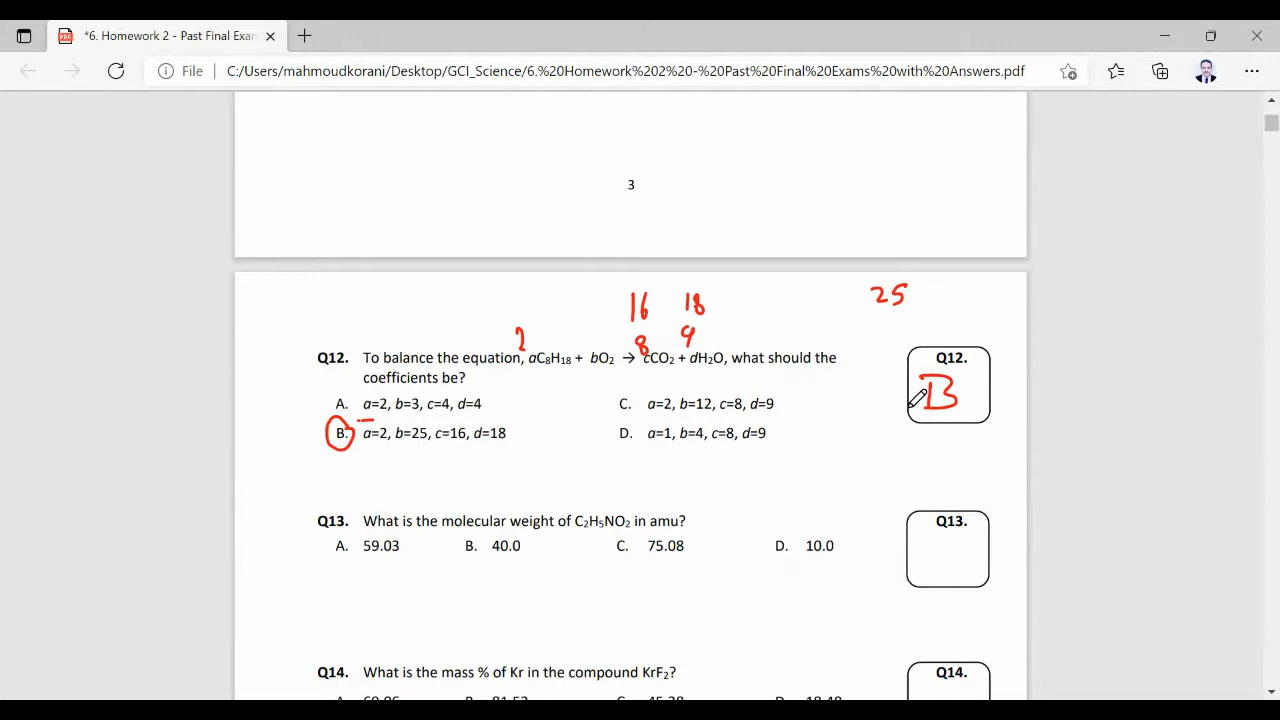 *6. Homework 2 - Past Final Exa
File
C:/Users/mahmoudkorani/Desktop/GCI_Science/6.%20Homework%202%20-%20Past%20Final%20Exams%20with%20Answers.pdf
3
25
16 18
2 8 9
Q12. To balance the equation, aC₈H₁₈ + bO₂ → cCO₂ + dH₂O, what should the
coefficients be?
Q12.
B
A. a=2, b=3, c=4, d=4 C. a=2, b=12, c=8, d=9
B. a=2, b=25, c=16, d=18 D. a=1, b=4, c=8, d=9
Q13. What is the molecular weight of C₂H₅NO₂ in amu?
Q13.
A. 59.03 B. 40.0 C. 75.08 D. 10.0
Q14. What is the mass % of Kr in the compound KrF₂?
Q14.